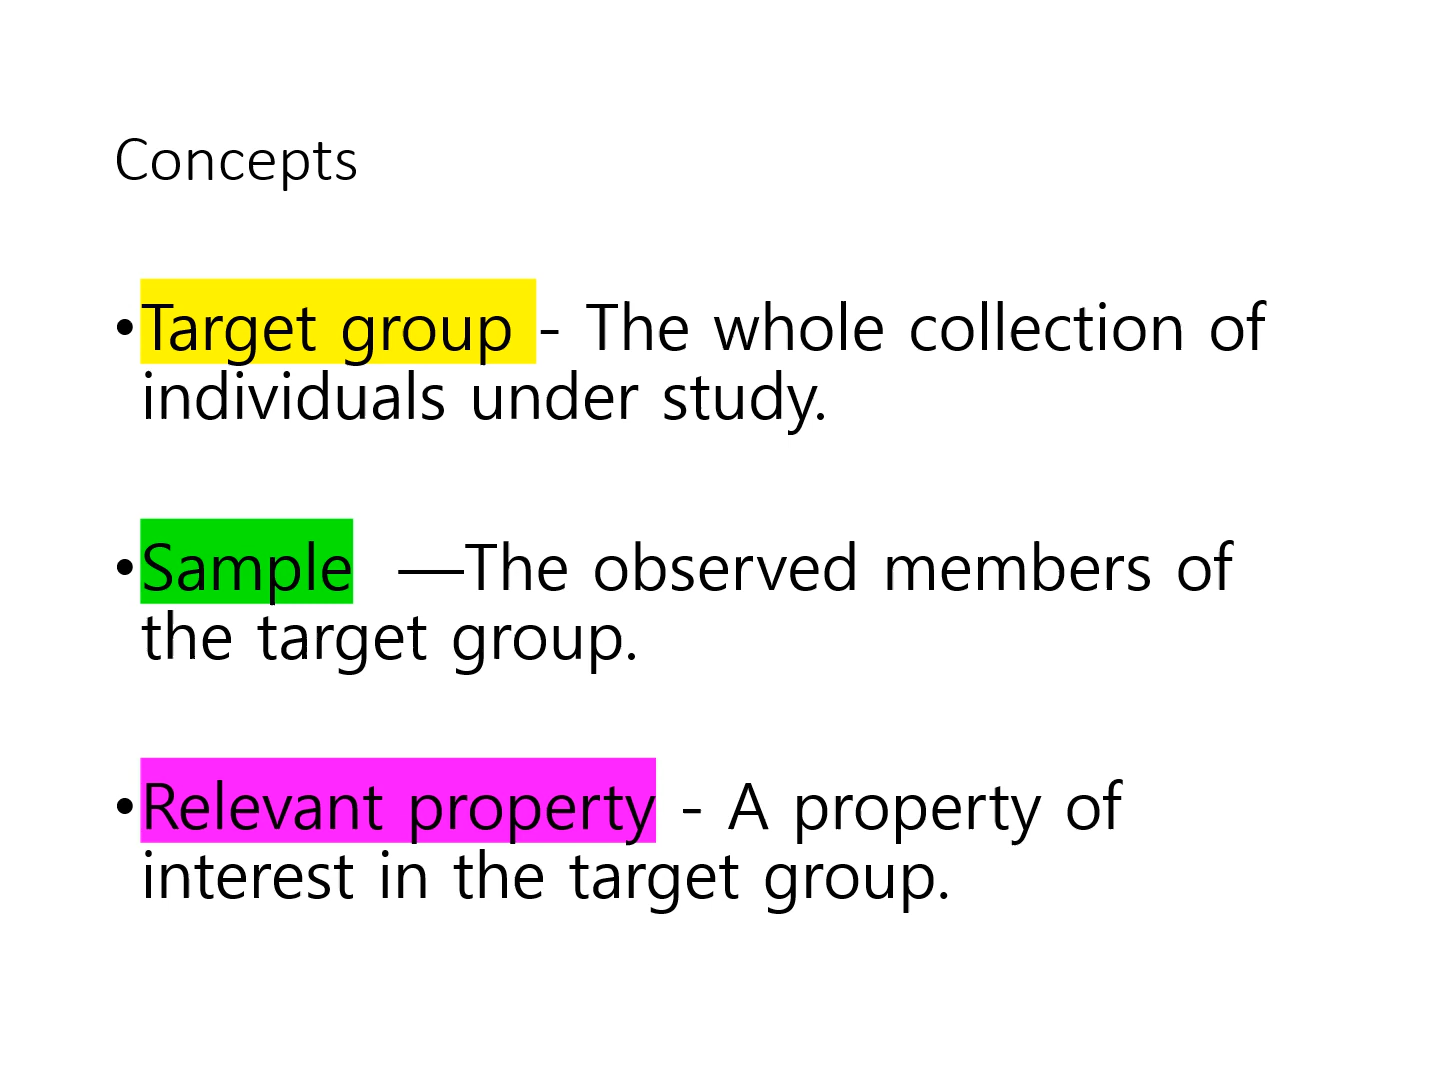 Concepts
•Target group - The whole collection of
individuals under study.
•Sample —The observed members of
the target group.
•Relevant property - A property of
interest in the target group.